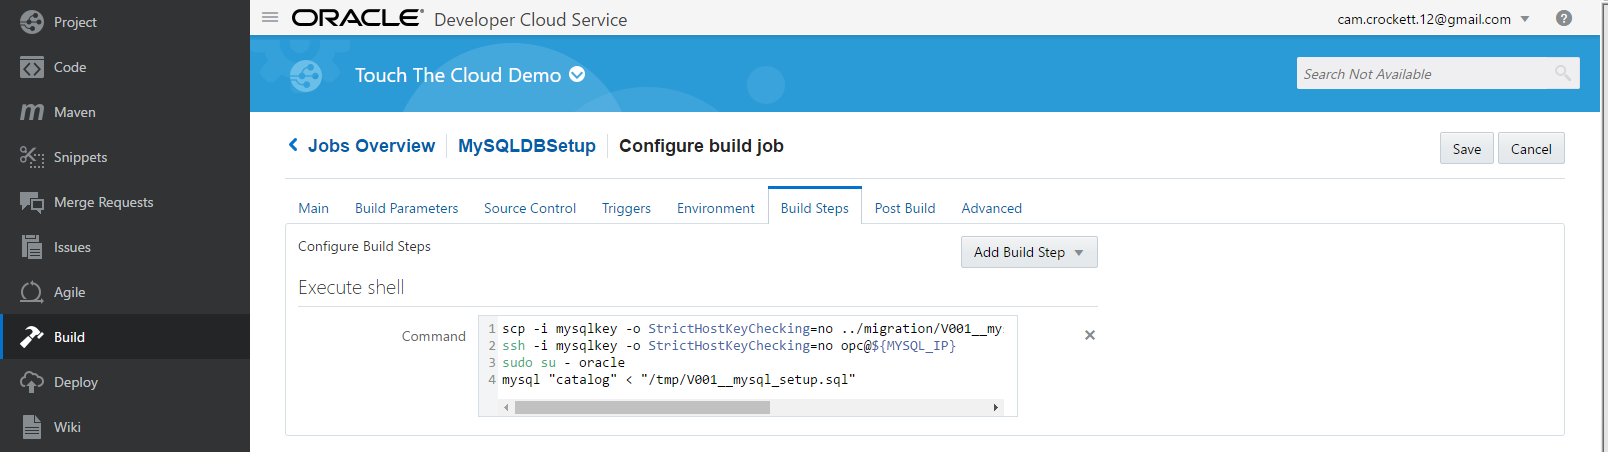 Project
Code
Maven
Snippets
Merge Requests
Issues
Agile
Build
Deploy
Wiki
ORACLE® Developer Cloud Service
cam.crockett.12@gmail.com
?
Touch The Cloud Demo
Search Not Available
Jobs Overview MySQLDBSetup Configure build job
Save Cancel
Main Build Parameters Source Control Triggers Environment Build Steps Post Build Advanced
Configure Build Steps
Add Build Step
Execute shell
Command
1 scp -i mysqlkey -o StrictHostKeyChecking=no ../migration/V001__my
2 ssh -i mysqlkey -o StrictHostKeyChecking=no opc@${MYSQL_IP}
3 sudo su - oracle
4 mysql "catalog" < "/tmp/V001__mysql_setup.sql"